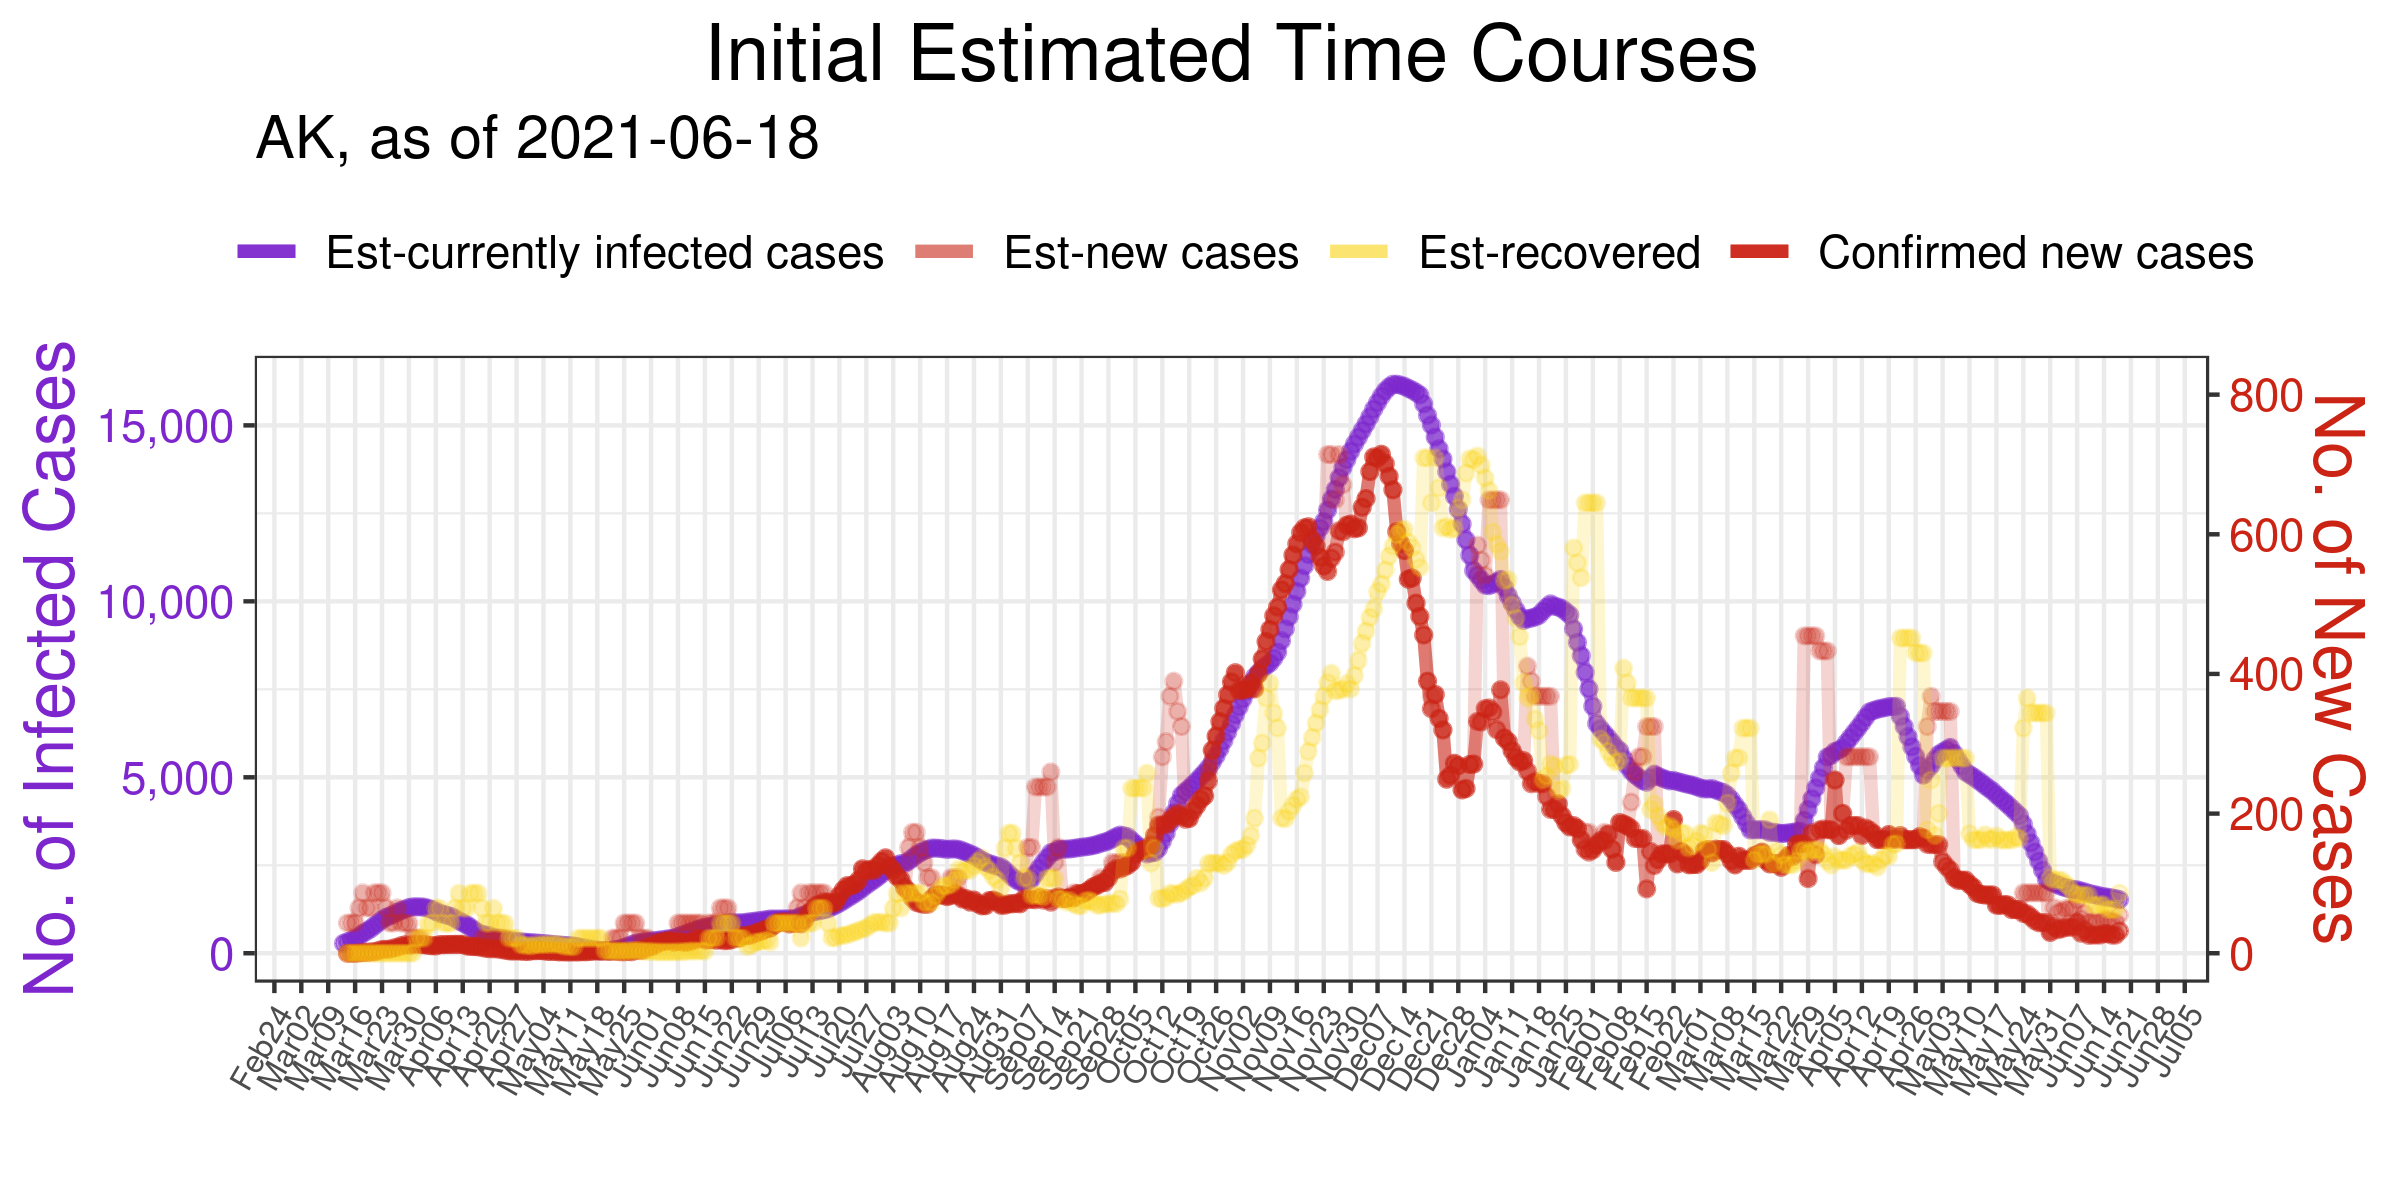 Initial Estimated Time Courses
AK, as of 2021-06-18
Est-currently infected cases Est-new cases Est-recovered Confirmed new cases
No. of Infected Cases
15,000
10,000
5,000
0
800
600
400
200
0
No. of New Cases
Feb24 Mar02 Mar09 Mar16 Mar23 Mar30 Apr06 Apr13 Apr20 Apr27 May04 May11 May18 May25 Jun01 Jun08 Jun15 Jun22 Jun29 Jul06 Jul13 Jul20 Jul27 Aug03 Aug10 Aug17 Aug24 Aug31 Sep07 Sep14 Sep21 Sep28 Oct05 Oct12 Oct19 Oct26 Nov02 Nov09 Nov16 Nov23 Nov30 Dec07 Dec14 Dec21 Dec28 Jan04 Jan11 Jan18 Jan25 Feb01 Feb08 Feb15 Feb22 Mar01 Mar08 Mar15 Mar22 Mar29 Apr05 Apr12 Apr19 Apr26 May03 May10 May17 May24 May31 Jun07 Jun14 Jun21 Jun28 Jul05